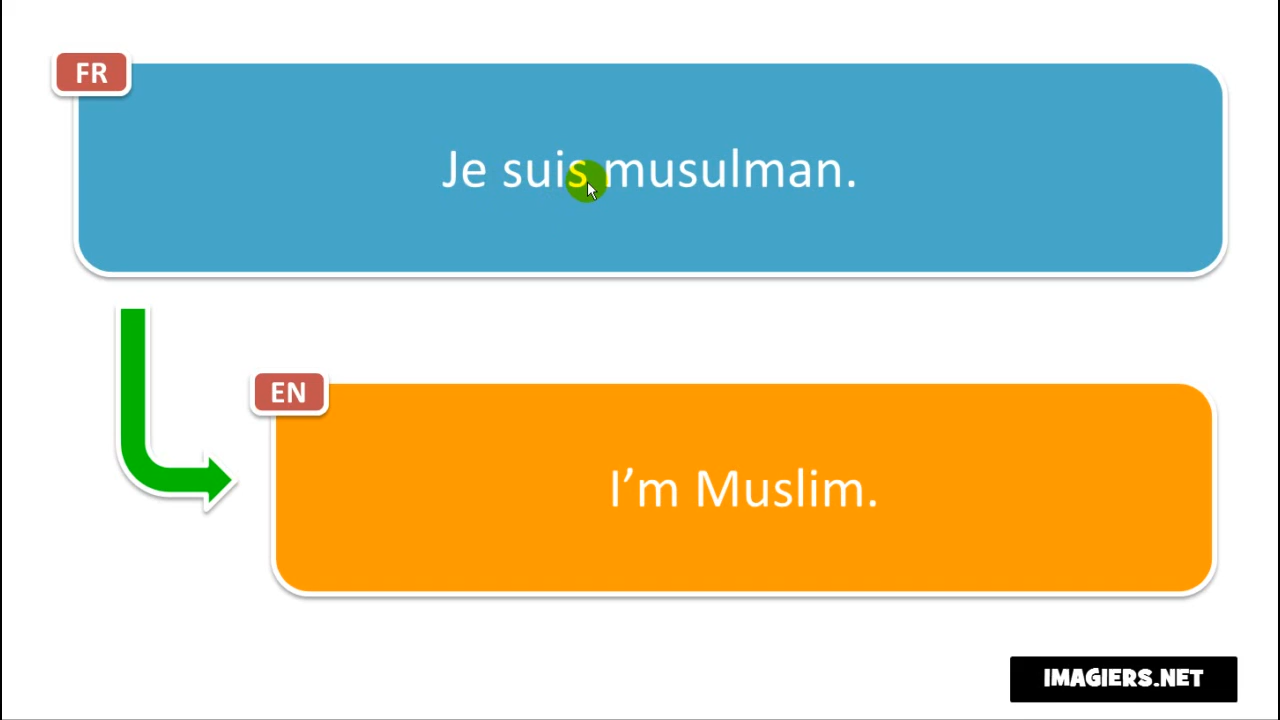 FR
Je suis musulman.
EN
I’m Muslim.
IMAGIERS.NET